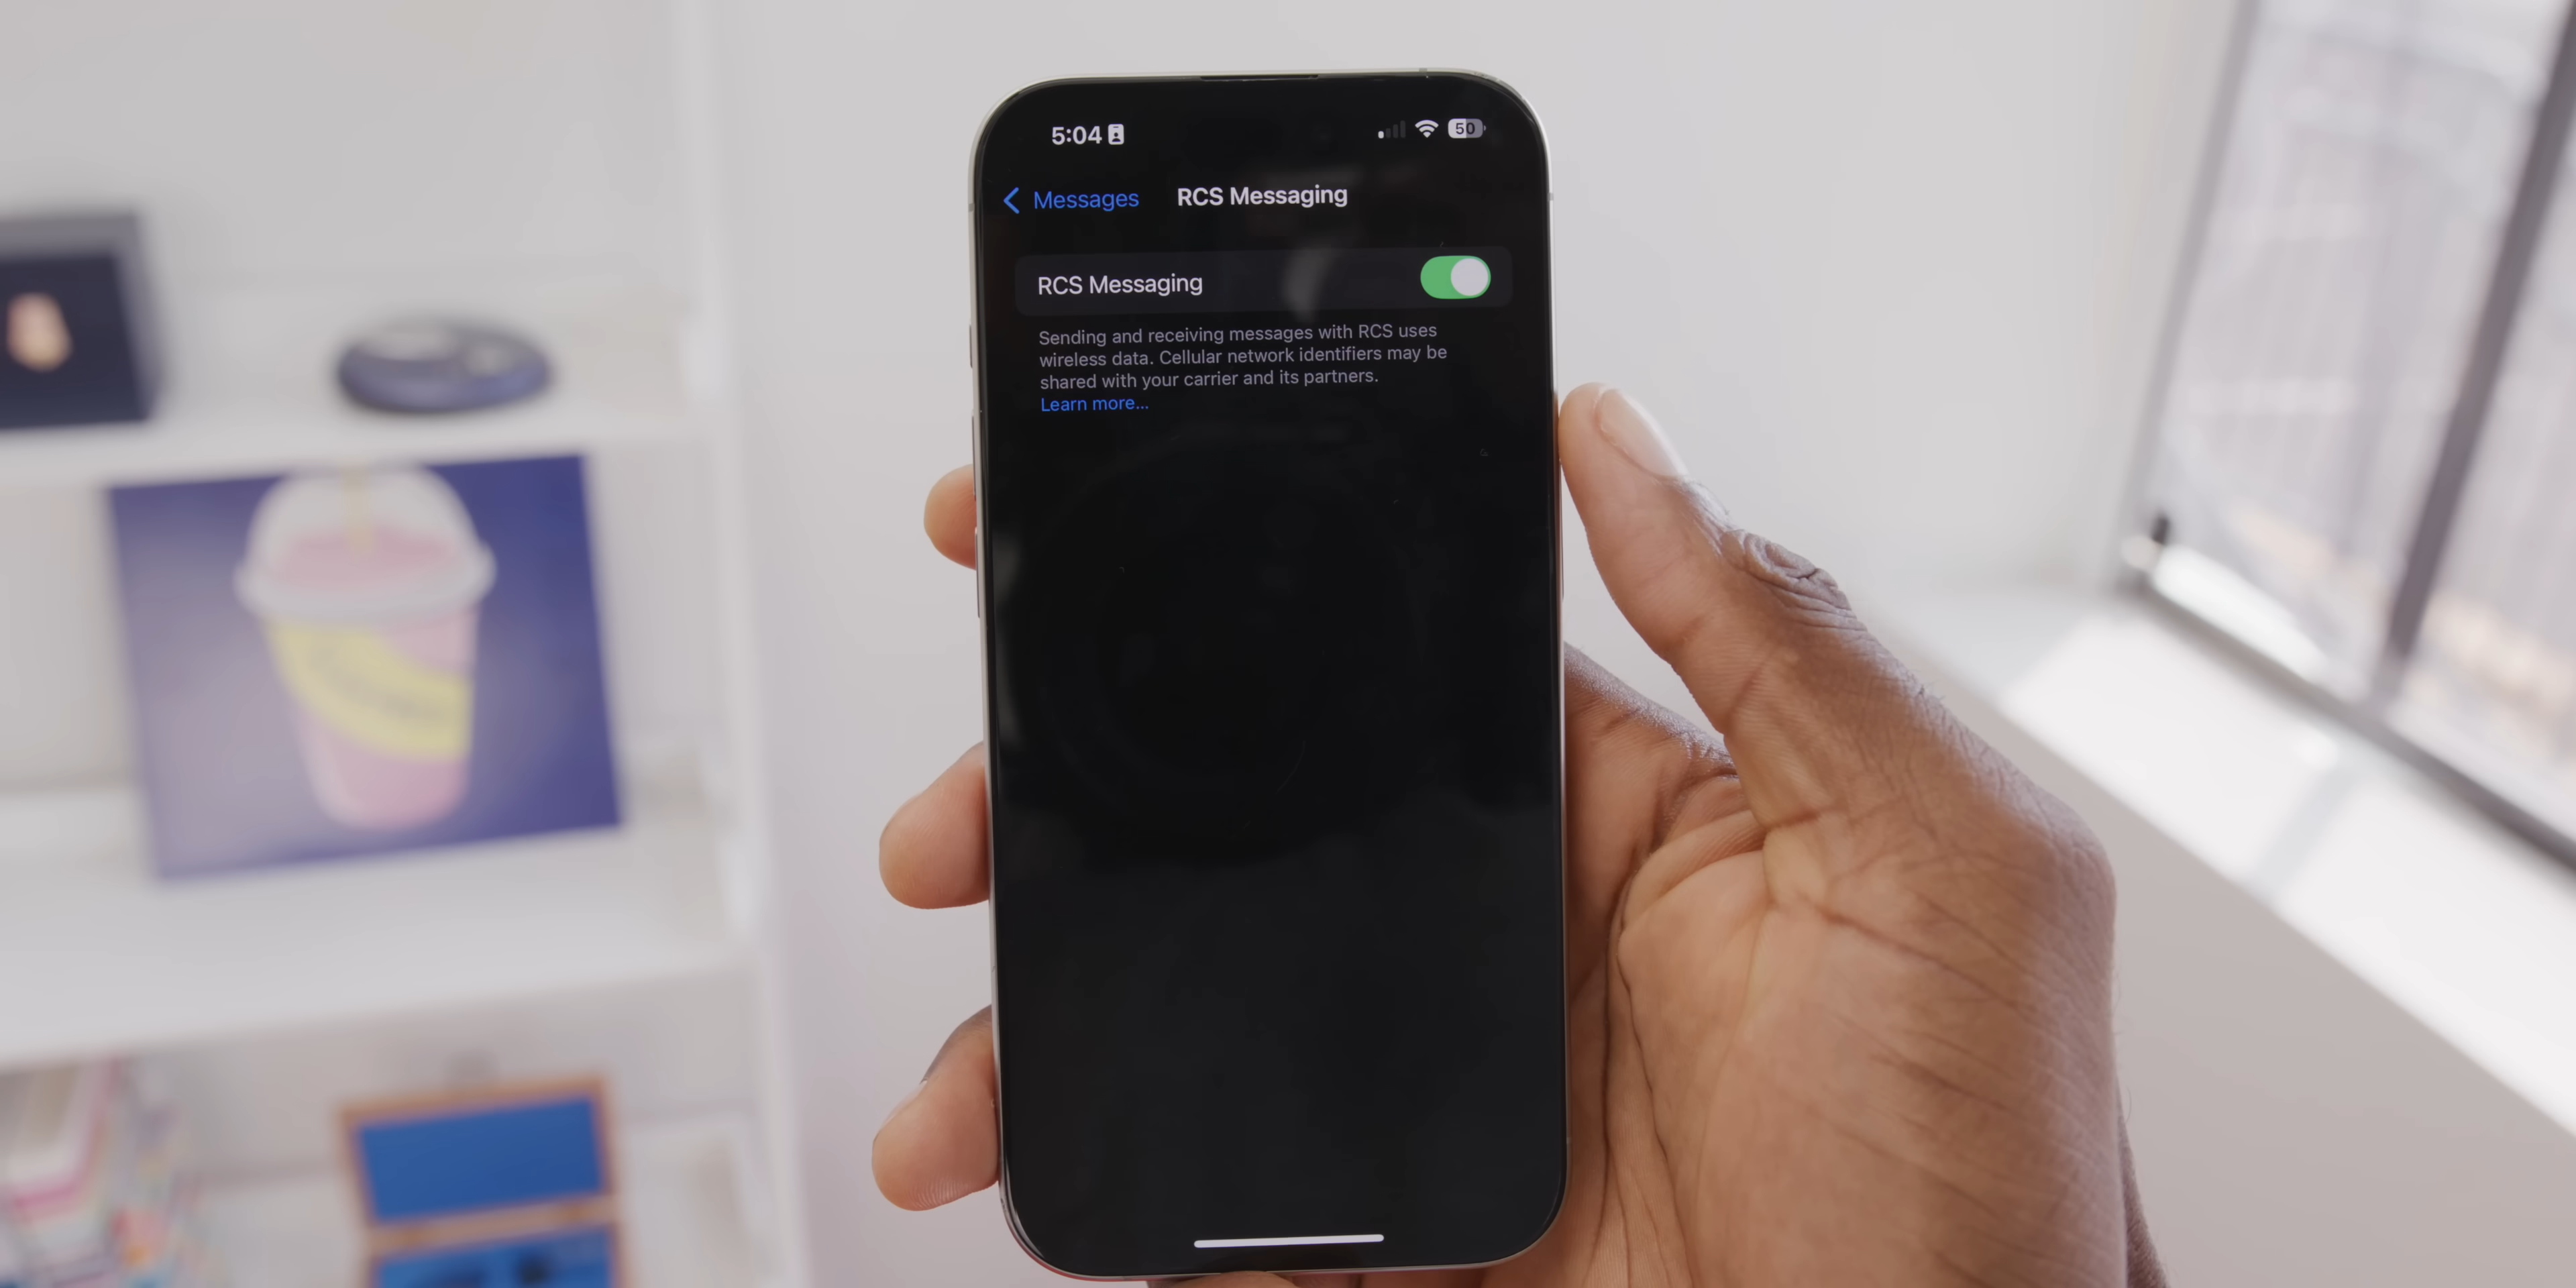 5:04
50
Messages
RCS Messaging
RCS Messaging
Sending and receiving messages with RCS uses
wireless data. Cellular network identifiers may be
shared with your carrier and its partners.
Learn more...